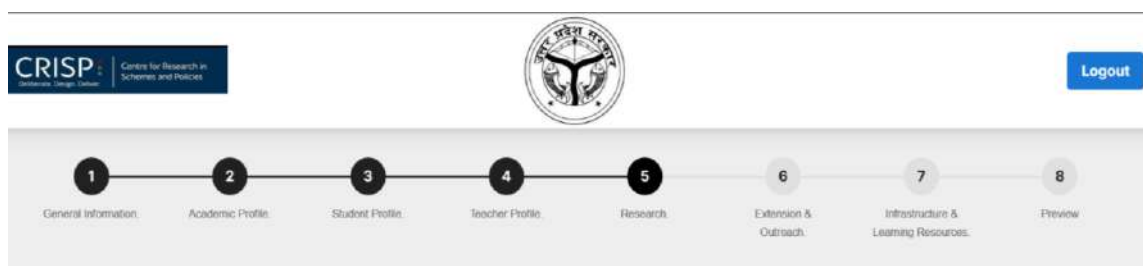 CRISP
Deliberate. Design. Deliver.
Centre for Research in
Schemes and Policies
उत्तर प्रदेश सरकार
Logout
1
2
3
4
5
6
7
8
General Information.
Academic Profile.
Student Profile.
Teacher Profile.
Research.
Extension &
Outreach.
Infrastructure &
Learning Resources.
Preview